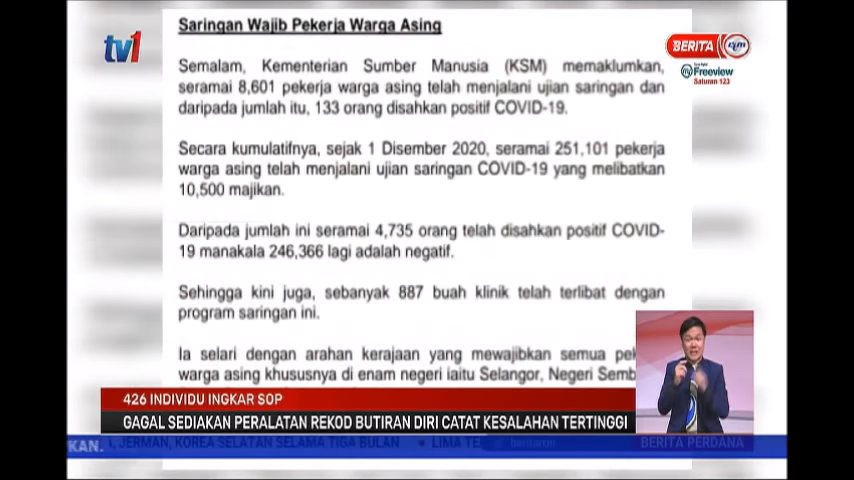 Saringan Wajib Pekerja Warga Asing
tv1
BERITA rtm
Freeview
Saluran 123
Semalam, Kementerian Sumber Manusia (KSM) memaklumkan,
seramai 8,601 pekerja warga asing telah menjalani ujian saringan dan
daripada jumlah itu, 133 orang disahkan positif COVID-19.
Secara kumulatifnya, sejak 1 Disember 2020, seramai 251,101 pekerja
warga asing telah menjalani ujian saringan COVID-19 yang melibatkan
10,500 majikan.
Daripada jumlah ini seramai 4,735 orang telah disahkan positif COVID-
19 manakala 246,366 lagi adalah negatif.
Sehingga kini juga, sebanyak 887 buah klinik telah terlibat dengan
program saringan ini.
Ia selari dengan arahan kerajaan yang mewajibkan semua pek
warga asing khususnya di enam negeri iaitu Selangor, Negeri Semb
426 INDIVIDU INGKAR SOP
GAGAL SEDIAKAN PERALATAN REKOD BUTIRAN DIRI CATAT KESALAHAN TERTINGGI
BERITA PERDANA
KAN. JERMAN, KOREA SELATAN SELAMA TIGA BULAN • LIMA TE beritaron